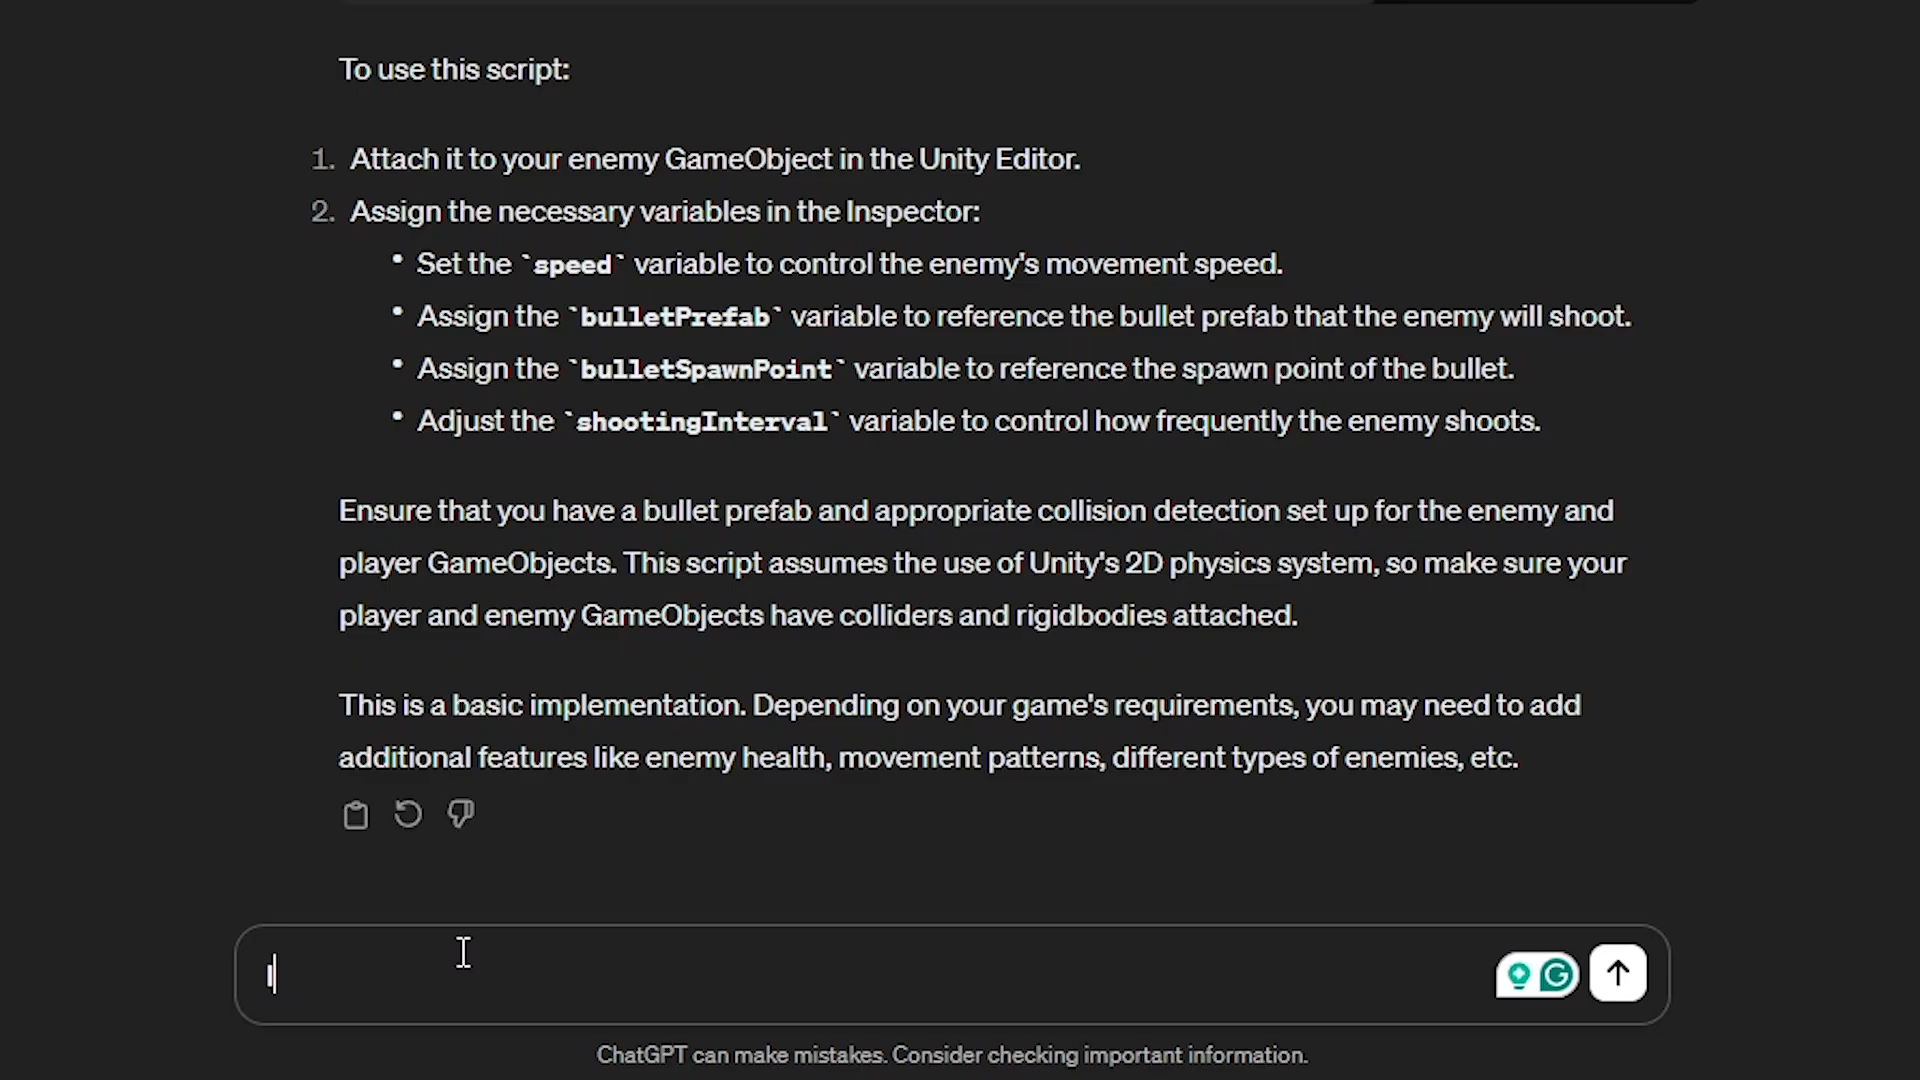 To use this script:
1. Attach it to your enemy GameObject in the Unity Editor.
2. Assign the necessary variables in the Inspector:
• Set the `speed` variable to control the enemy's movement speed.
• Assign the `bulletPrefab` variable to reference the bullet prefab that the enemy will shoot.
• Assign the `bulletSpawnPoint` variable to reference the spawn point of the bullet.
• Adjust the `shootingInterval` variable to control how frequently the enemy shoots.
Ensure that you have a bullet prefab and appropriate collision detection set up for the enemy and
player GameObjects. This script assumes the use of Unity's 2D physics system, so make sure your
player and enemy GameObjects have colliders and rigidbodies attached.
This is a basic implementation. Depending on your game's requirements, you may need to add
additional features like enemy health, movement patterns, different types of enemies, etc.
I
ChatGPT can make mistakes. Consider checking important information.